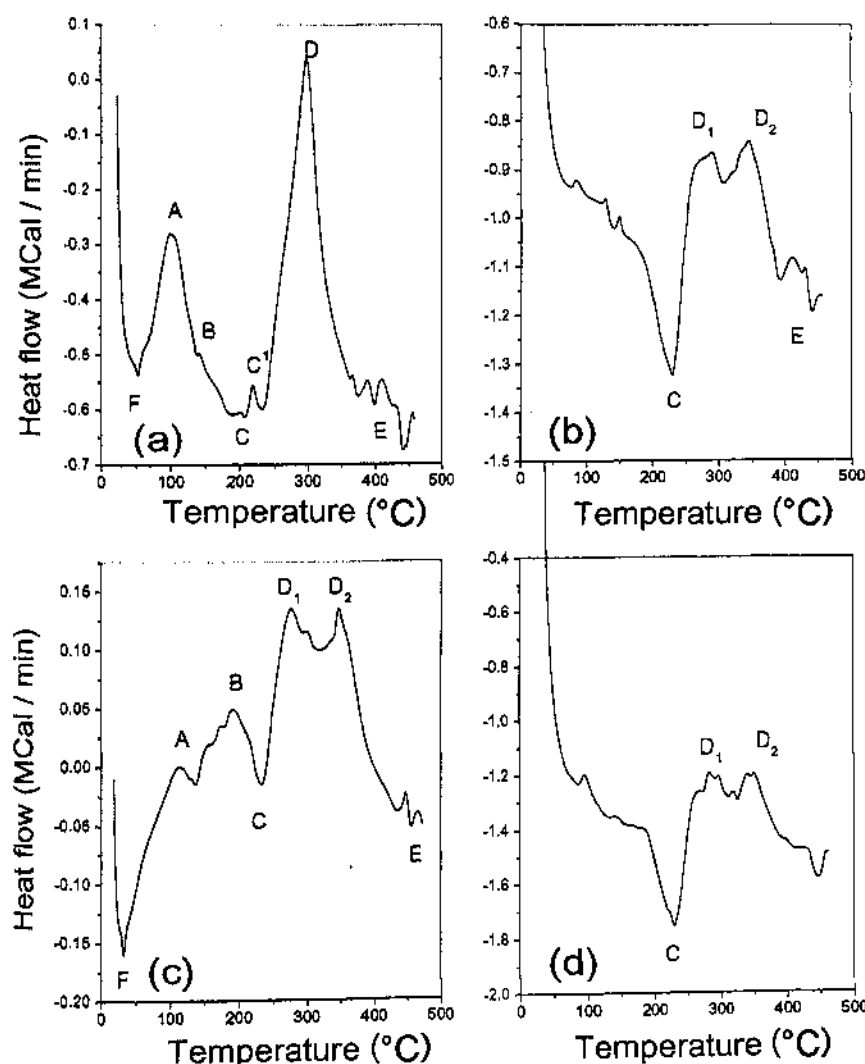 Heat flow (MCal / min)
0.1
0.0
-0.1
-0.2
-0.3
-0.4
-0.5
-0.6
-0.7
D
A
B
C¹
F
C
E
(a)
0 100 200 300 400 500
Temperature (°C)
-0.6
-0.7
-0.8
-0.9
-1.0
-1.1
-1.2
-1.3
-1.4
-1.5
D₁ D₂
E
C
(b)
0 100 200 300 400 500
Temperature (°C)
Heat flow (MCal / min)
0.15
0.10
0.05
0.00
-0.05
-0.10
-0.15
-0.20
D₁ D₂
B
A
C
E
F
(c)
0 100 200 300 400 500
Temperature (°C)
-0.4
-0.6
-0.8
-1.0
-1.2
-1.4
-1.6
-1.8
-2.0
D₁ D₂
C
(d)
0 100 200 300 400 500
Temperature (°C)